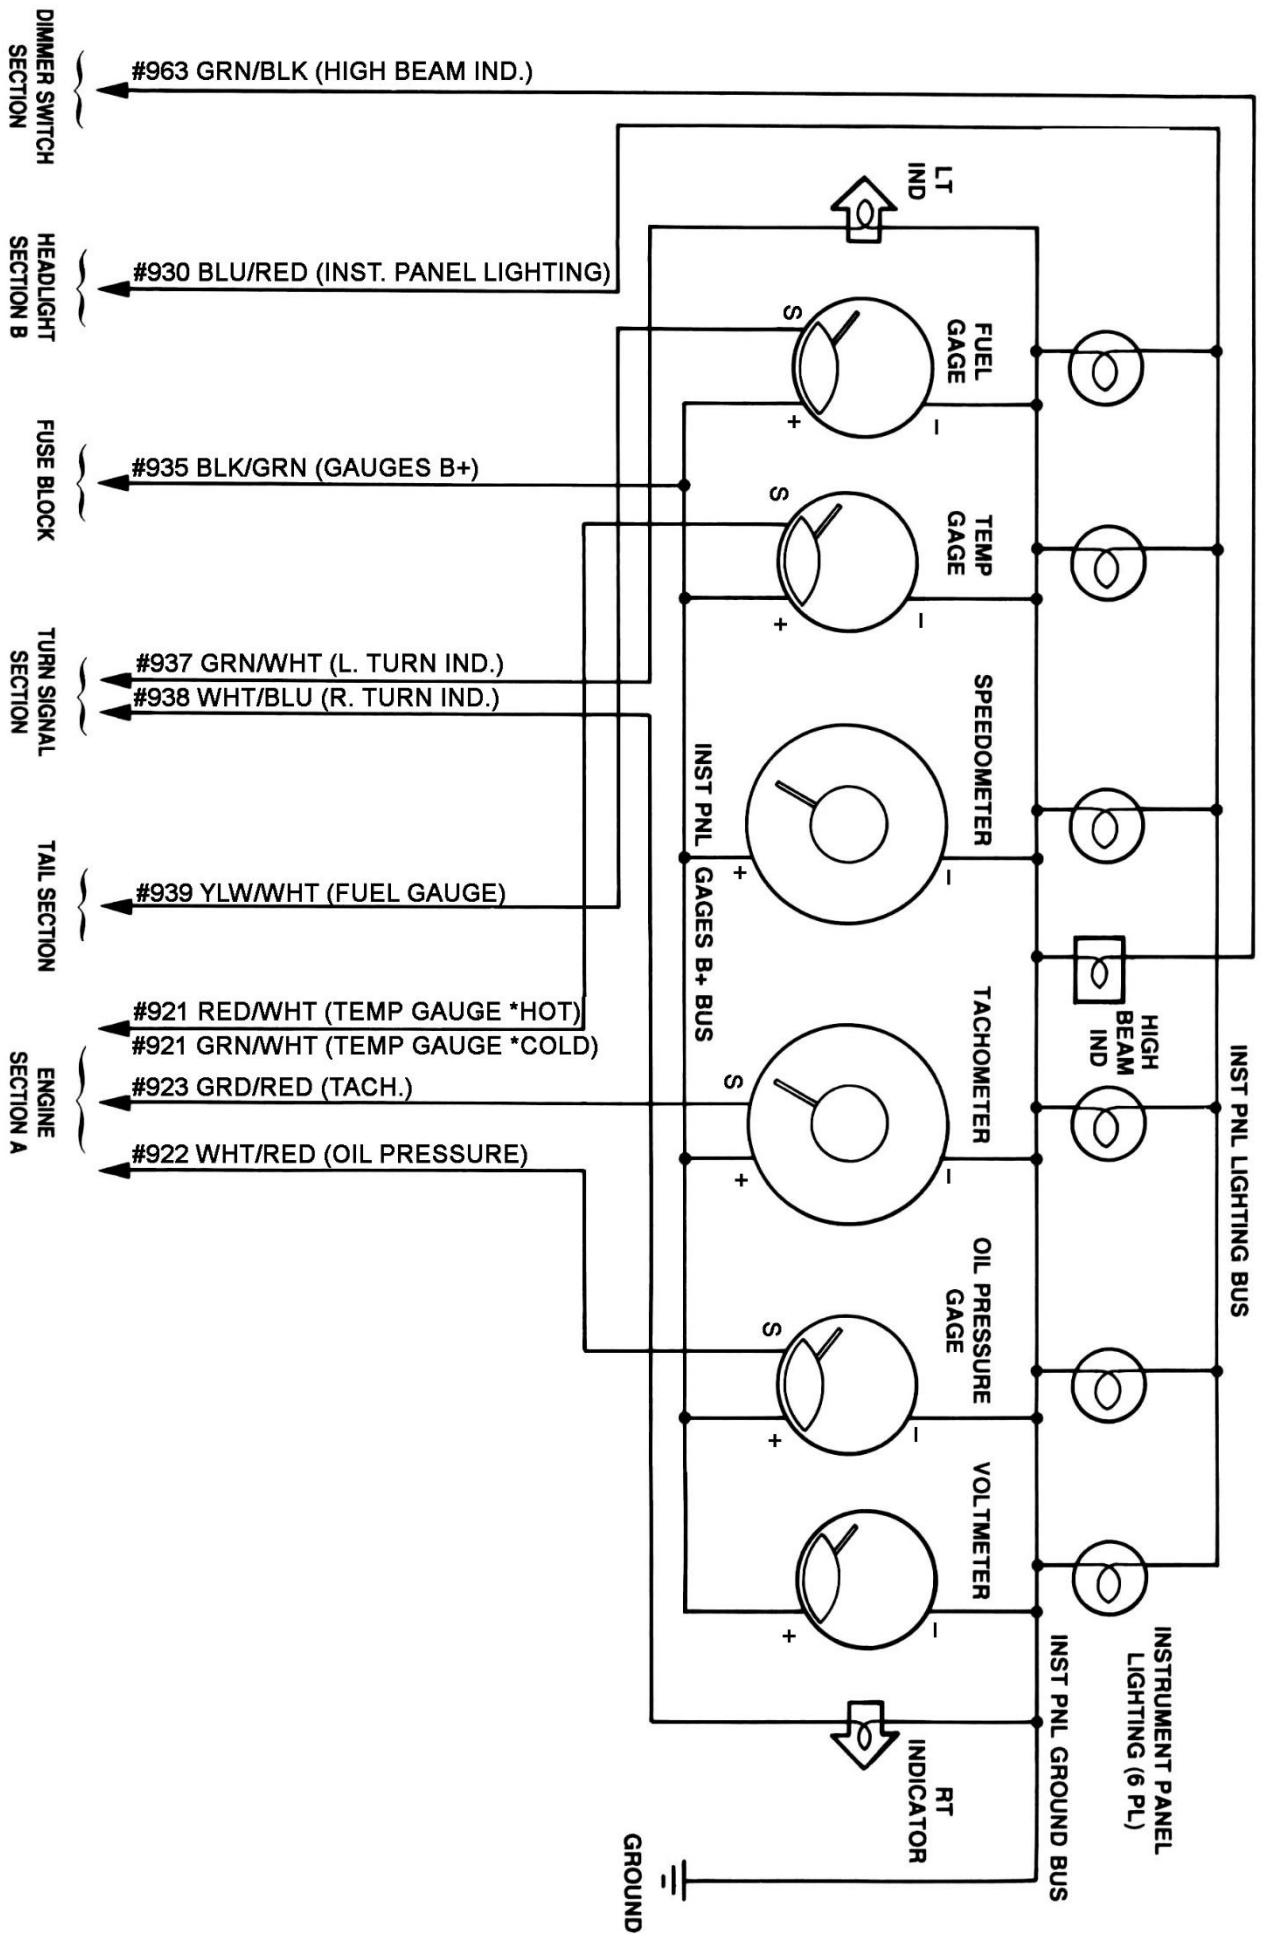 #963 GRN/BLK (HIGH BEAM IND.)
DIMMER SWITCH
SECTION
#930 BLU/RED (INST. PANEL LIGHTING)
HEADLIGHT
SECTION B
#935 BLK/GRN (GAUGES B+)
FUSE BLOCK
#937 GRN/WHT (L. TURN IND.)
#938 WHT/BLU (R. TURN IND.)
TURN SIGNAL
SECTION
#939 YLW/WHT (FUEL GAUGE)
TAIL SECTION
#921 RED/WHT (TEMP GAUGE *HOT)
#921 GRN/WHT (TEMP GAUGE *COLD)
#923 GRD/RED (TACH.)
#922 WHT/RED (OIL PRESSURE)
ENGINE
SECTION A
LT
IND
FUEL
GAGE
S
+
−
TEMP
GAGE
S
+
−
SPEEDOMETER
+
−
INST PNL GAGES B+ BUS
HIGH
BEAM
IND
TACHOMETER
S
+
−
INST PNL LIGHTING BUS
OIL PRESSURE
GAGE
S
+
−
VOLTMETER
+
−
INSTRUMENT PANEL
LIGHTING (6 PL)
INST PNL GROUND BUS
RT
INDICATOR
GROUND